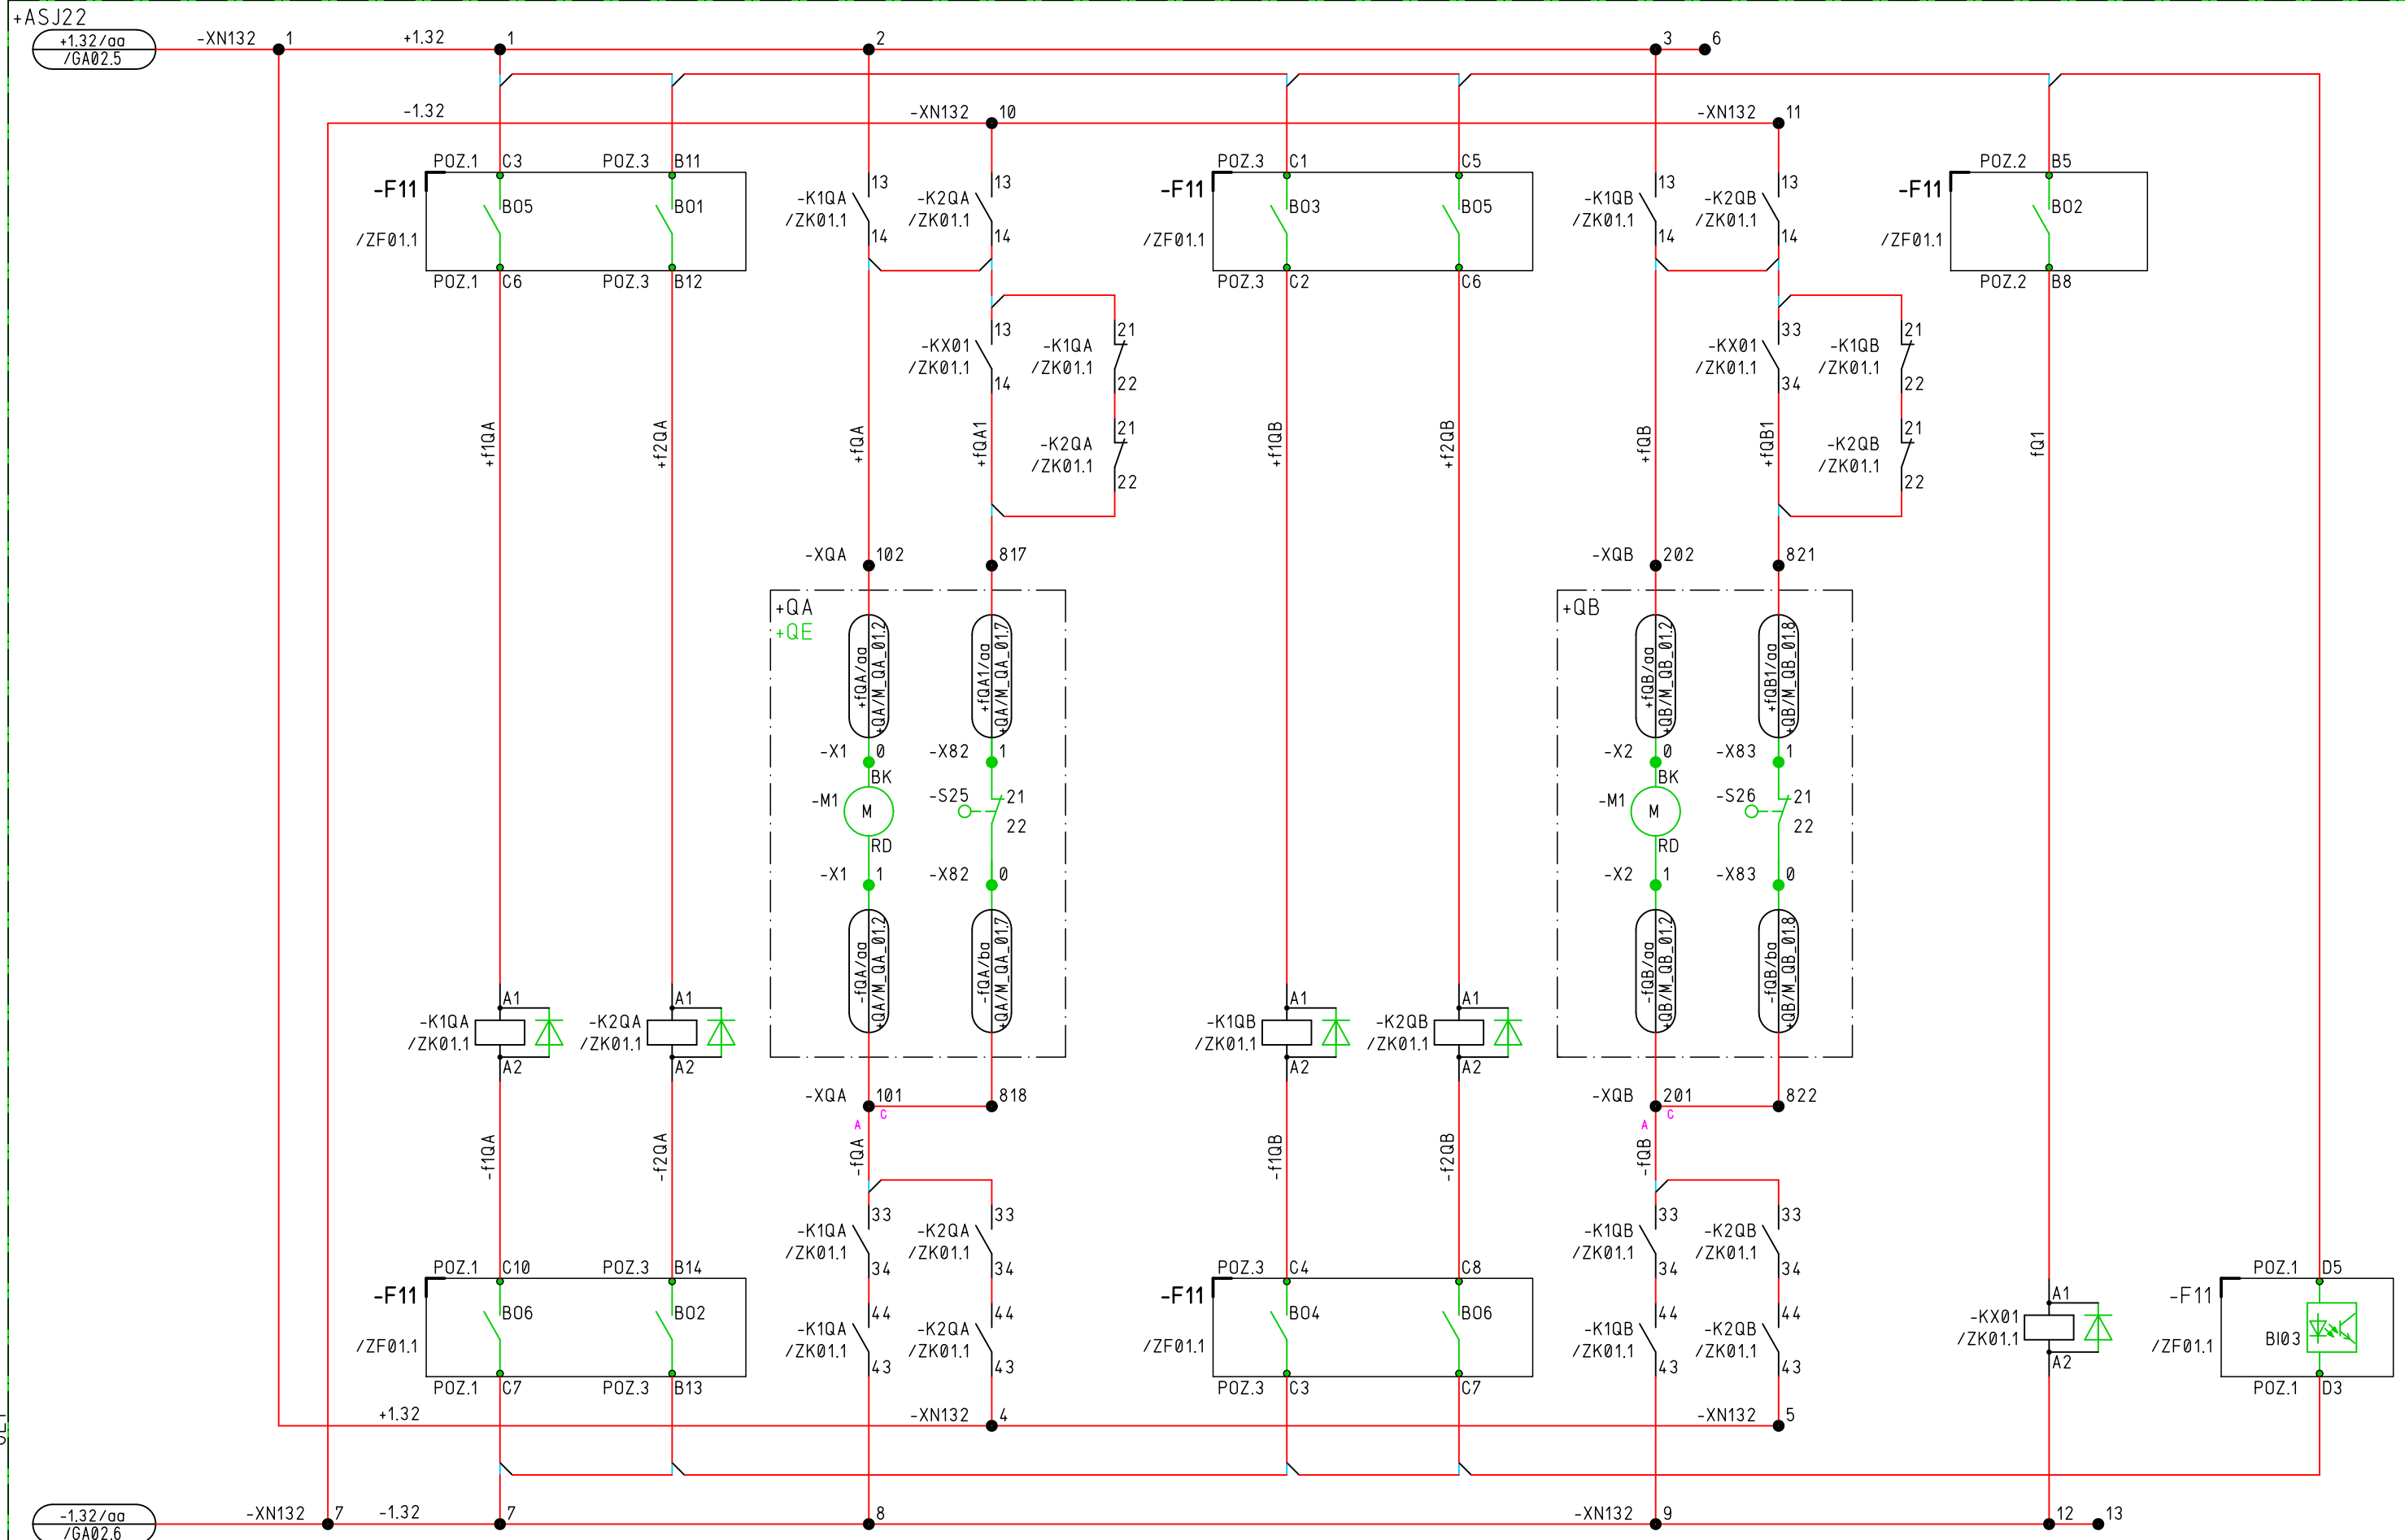 +ASJ22
+1.32/aa
/GA02.5
-XN132 1 +1.32 1 2 3 6
-1.32 -XN132 10 -XN132 11
POZ.1 C3 POZ.3 B11 POZ.3 C1 C5 POZ.2 B5
-F11 BO5 BO1 -K1QA 13 -K2QA 13 -F11 BO3 BO5 -K1QB 13 -K2QB 13 -F11 BO2
/ZF01.1 /ZK01.1 14 /ZK01.1 14 /ZF01.1 /ZK01.1 14 /ZK01.1 14 /ZF01.1
POZ.1 C6 POZ.3 B12 POZ.3 C2 C6 POZ.2 B8
13 21 33 21
-KX01 -K1QA -KX01 -K1QB
/ZK01.1 /ZK01.1 /ZK01.1 /ZK01.1
14 22 34 22
21 21
+f1QA +f2QA +fQA +fQA1 -K2QA +f1QB +f2QB +fQB +fQB1 -K2QB fQ1
/ZK01.1 /ZK01.1
22 22
-XQA 102 817 -XQB 202 821
+QA +QB
+QE
+fQA/aa +QA/M_QA_01.2 +fQA1/aa +QA/M_QA_01.7 +fQB/aa +QB/M_QB_01.2 +fQB1/aa +QB/M_QB_01.8
-X1 0 -X82 1 -X2 0 -X83 1
BK BK
-M1 M -S25 21 22 -M1 M -S26 21 22
RD RD
-X1 1 -X82 0 -X2 1 -X83 0
-fQA/aa +QA/M_QA_01.2 -fQA/ba +QA/M_QA_01.7 -fQB/aa +QB/M_QB_01.2 -fQB/ba +QB/M_QB_01.8
A1 A1 A1 A1
-K1QA -K2QA -K1QB -K2QB
/ZK01.1 /ZK01.1 /ZK01.1 /ZK01.1
A2 A2 A2 A2
-XQA 101 818 -XQB 201 822
A C A C
-f1QA -f2QA -fQA -f1QB -f2QB -fQB
33 33 33 33
-K1QA -K2QA -K1QB -K2QB
/ZK01.1 /ZK01.1 /ZK01.1 /ZK01.1
34 34 34 34
POZ.1 C10 POZ.3 B14 POZ.3 C4 C8 POZ.1 D5
-F11 BO6 BO2 44 44 -F11 BO4 BO6 44 44 A1 -F11
-K1QA -K2QA -K1QB -K2QB -KX01 BI03
/ZF01.1 /ZK01.1 /ZK01.1 /ZF01.1 /ZK01.1 /ZK01.1 /ZK01.1 /ZF01.1
43 43 43 43 A2
POZ.1 C7 POZ.3 B13 POZ.3 C3 C7 POZ.1 D3
+1.32 -XN132 4 -XN132 5
-1.32/aa
/GA02.6
-XN132 7 -1.32 7 8 -XN132 9 12 13